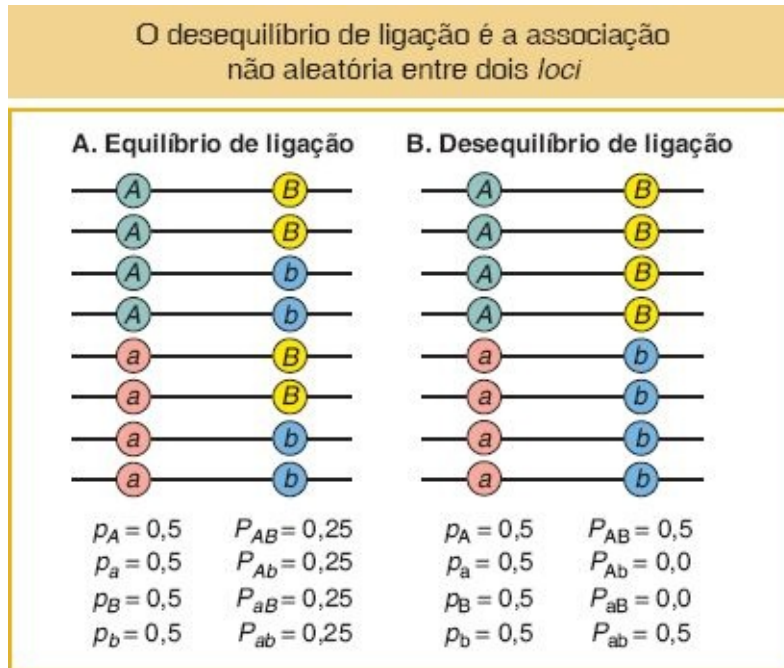 O desequilíbrio de ligação é a associação
não aleatória entre dois loci
A. Equilíbrio de ligação
A B
A B
A b
A b
a B
a B
a b
a b
pA = 0,5 PAB = 0,25
pa = 0,5 PAb = 0,25
pB = 0,5 PaB = 0,25
pb = 0,5 Pab = 0,25
B. Desequilíbrio de ligação
A B
A B
A B
A B
a b
a b
a b
a b
pA = 0,5 PAB = 0,5
pa = 0,5 PAb = 0,0
pB = 0,5 PaB = 0,0
pb = 0,5 Pab = 0,5